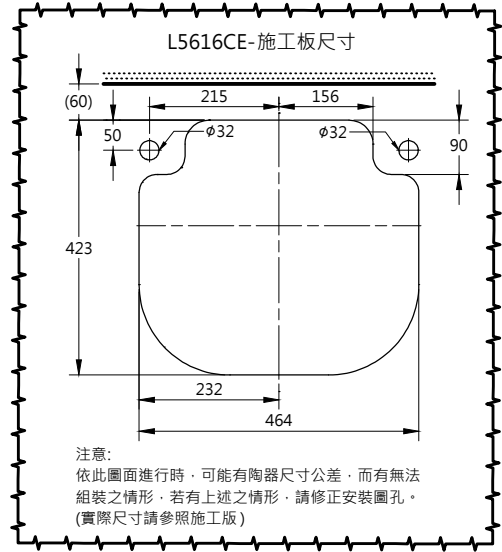 L5616CE-施工板尺寸
215
156
(60)
50
ϕ32
ϕ32
90
423
232
464
注意:
依此圖面進行時，可能有陶器尺寸公差，而有無法
組裝之情形，若有上述之情形，請修正安裝圖孔。
(實際尺寸請參照施工版)